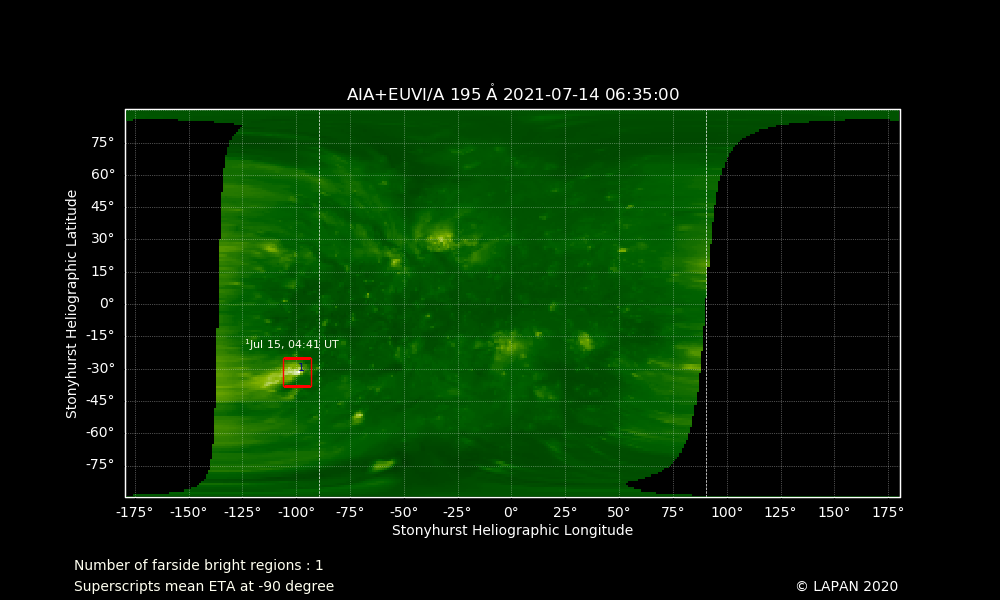 AIA+EUVI/A 195 Å 2021-07-14 06:35:00
Stonyhurst Heliographic Latitude
75°
60°
45°
30°
15°
0°
-15°
-30°
-45°
-60°
-75°
¹Jul 15, 04:41 UT
1
-175° -150° -125° -100° -75° -50° -25° 0° 25° 50° 75° 100° 125° 150° 175°
Stonyhurst Heliographic Longitude
Number of farside bright regions : 1
Superscripts mean ETA at -90 degree
© LAPAN 2020